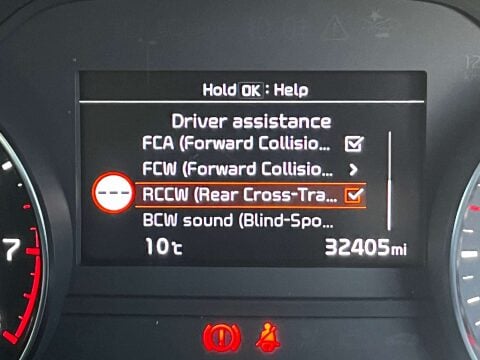 Hold OK : Help
Driver assistance
FCA (Forward Collisio...
FCW (Forward Collisio...
RCCW (Rear Cross-Tra...
BCW sound (Blind-Spo...
10℃ 32405mi
7